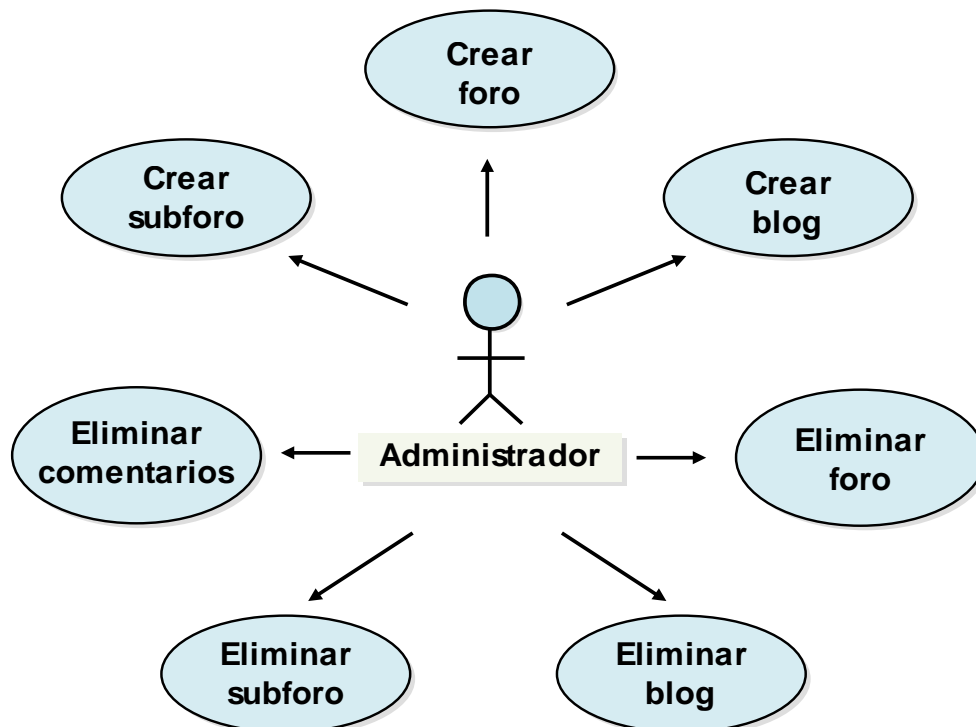 Crear
foro
Crear
subforo
Crear
blog
Eliminar
comentarios
Administrador
Eliminar
foro
Eliminar
subforo
Eliminar
blog